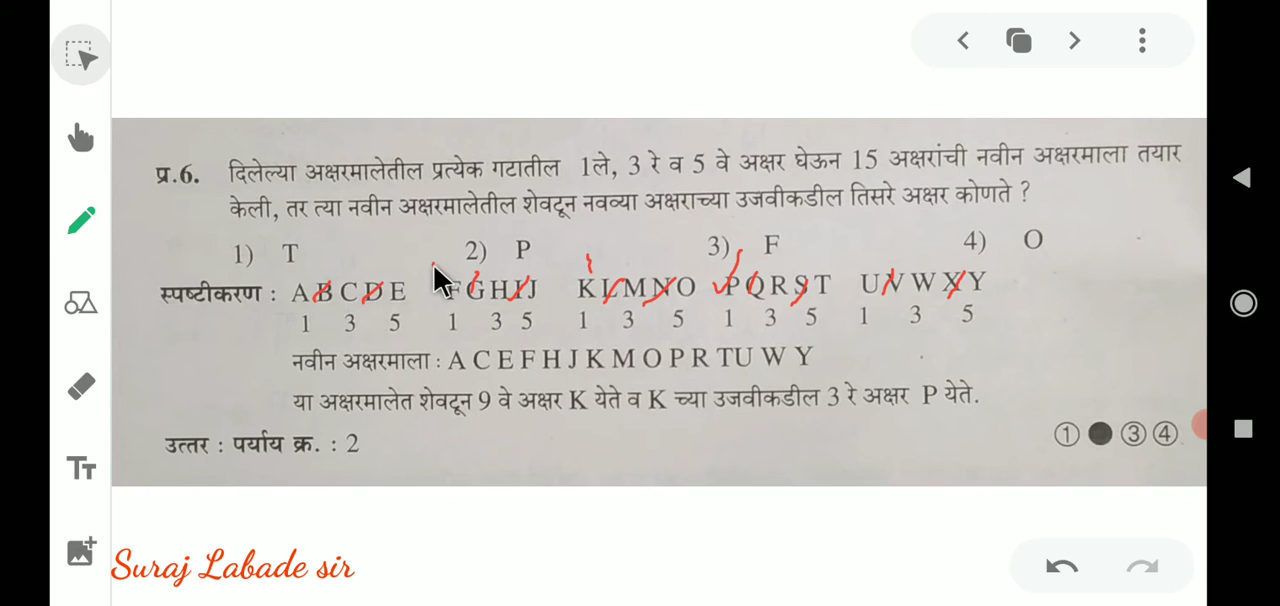 प्र.6. दिलेल्या अक्षरमालेतील प्रत्येक गटातील 1ले, 3 रे व 5 वे अक्षर घेऊन 15 अक्षरांची नवीन अक्षरमाला तयार
केली, तर त्या नवीन अक्षरमालेतील शेवटून नवव्या अक्षराच्या उजवीकडील तिसरे अक्षर कोणते ?
1) T 2) P 3) F 4) O
स्पष्टीकरण : A B C D E F G H I J K L M N O P Q R S T U V W X Y
1 3 5 1 3 5 1 3 5 1 3 5 1 3 5
नवीन अक्षरमाला : A C E F H J K M O P R T U W Y
या अक्षरमालेत शेवटून 9 वे अक्षर K येते व K च्या उजवीकडील 3 रे अक्षर P येते.
उत्तर : पर्याय क्र. : 2
1 3 4
Tт
Suraj Labade sir